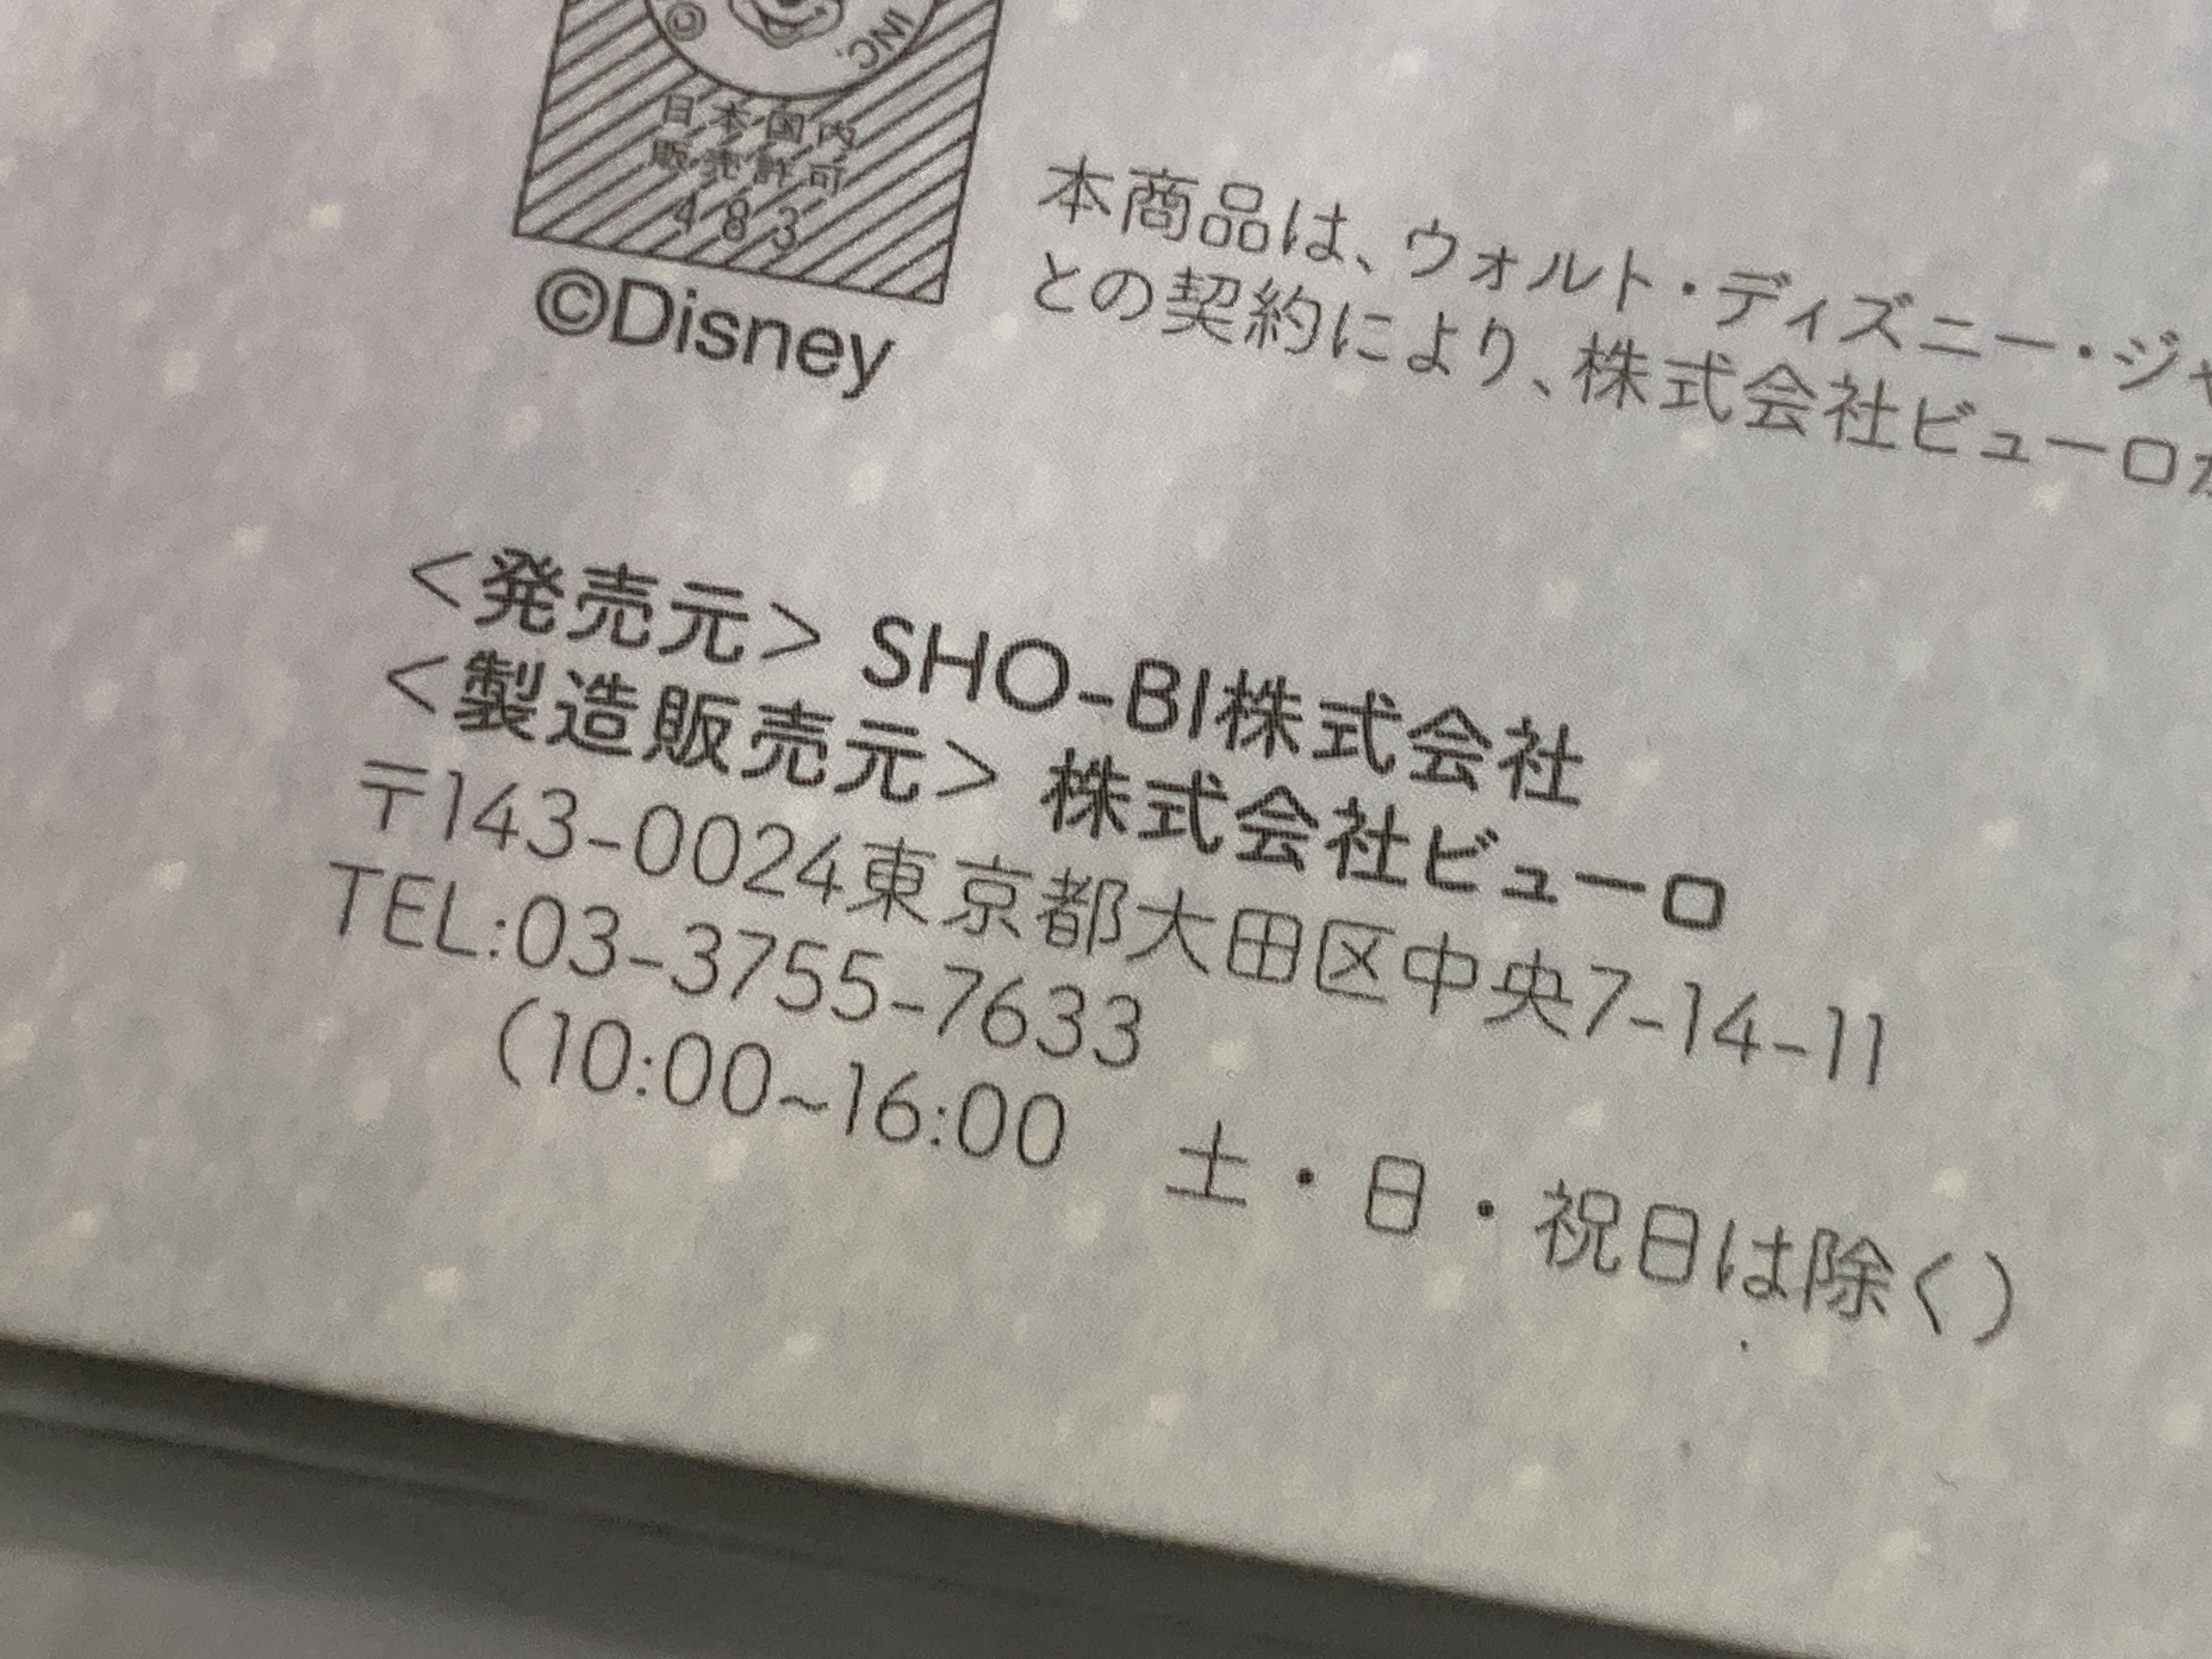 © INC.
日本国内
販売許可
483
©Disney
本商品は、ウォルト・ディズニー・ジャ
との契約により、株式会社ビューロ
<発売元> SHO-BI株式会社
<製造販売元> 株式会社ビューロ
〒143-0024東京都大田区中央7-14-11
TEL:03-3755-7633
(10:00~16:00 土・日・祝日は除く)